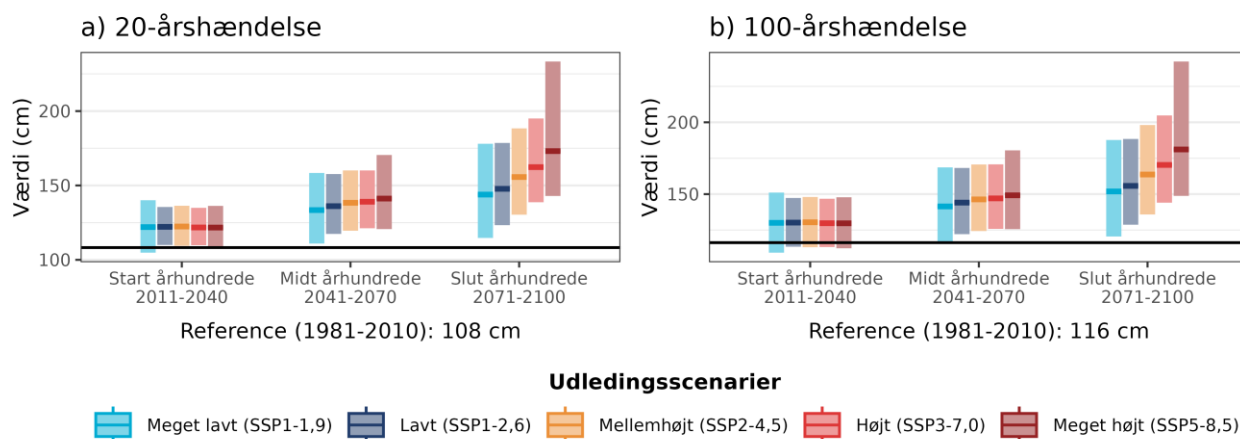 a) 20-årshændelse
b) 100-årshændelse
Værdi (cm)
200
150
100
Værdi (cm)
200
150
Start århundrede
2011-2040
Midt århundrede
2041-2070
Slut århundrede
2071-2100
Start århundrede
2011-2040
Midt århundrede
2041-2070
Slut århundrede
2071-2100
Reference (1981-2010): 108 cm
Reference (1981-2010): 116 cm
Udledingsscenarier
Meget lavt (SSP1-1,9)
Lavt (SSP1-2,6)
Mellemhøjt (SSP2-4,5)
Højt (SSP3-7,0)
Meget højt (SSP5-8,5)